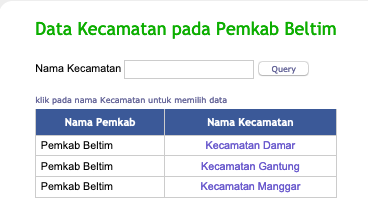 Data Kecamatan pada Pemkab Beltim
Nama Kecamatan Query
klik pada nama Kecamatan untuk memilih data
Nama Pemkab Nama Kecamatan
Pemkab Beltim Kecamatan Damar
Pemkab Beltim Kecamatan Gantung
Pemkab Beltim Kecamatan Manggar